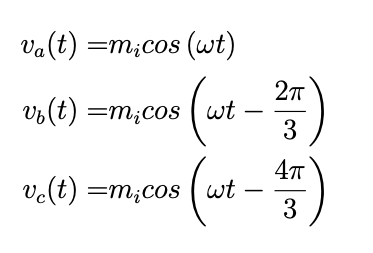 v_a(t) =m_i cos (ωt)
v_b(t) =m_i cos (ωt − 2π/3)
v_c(t) =m_i cos (ωt − 4π/3)